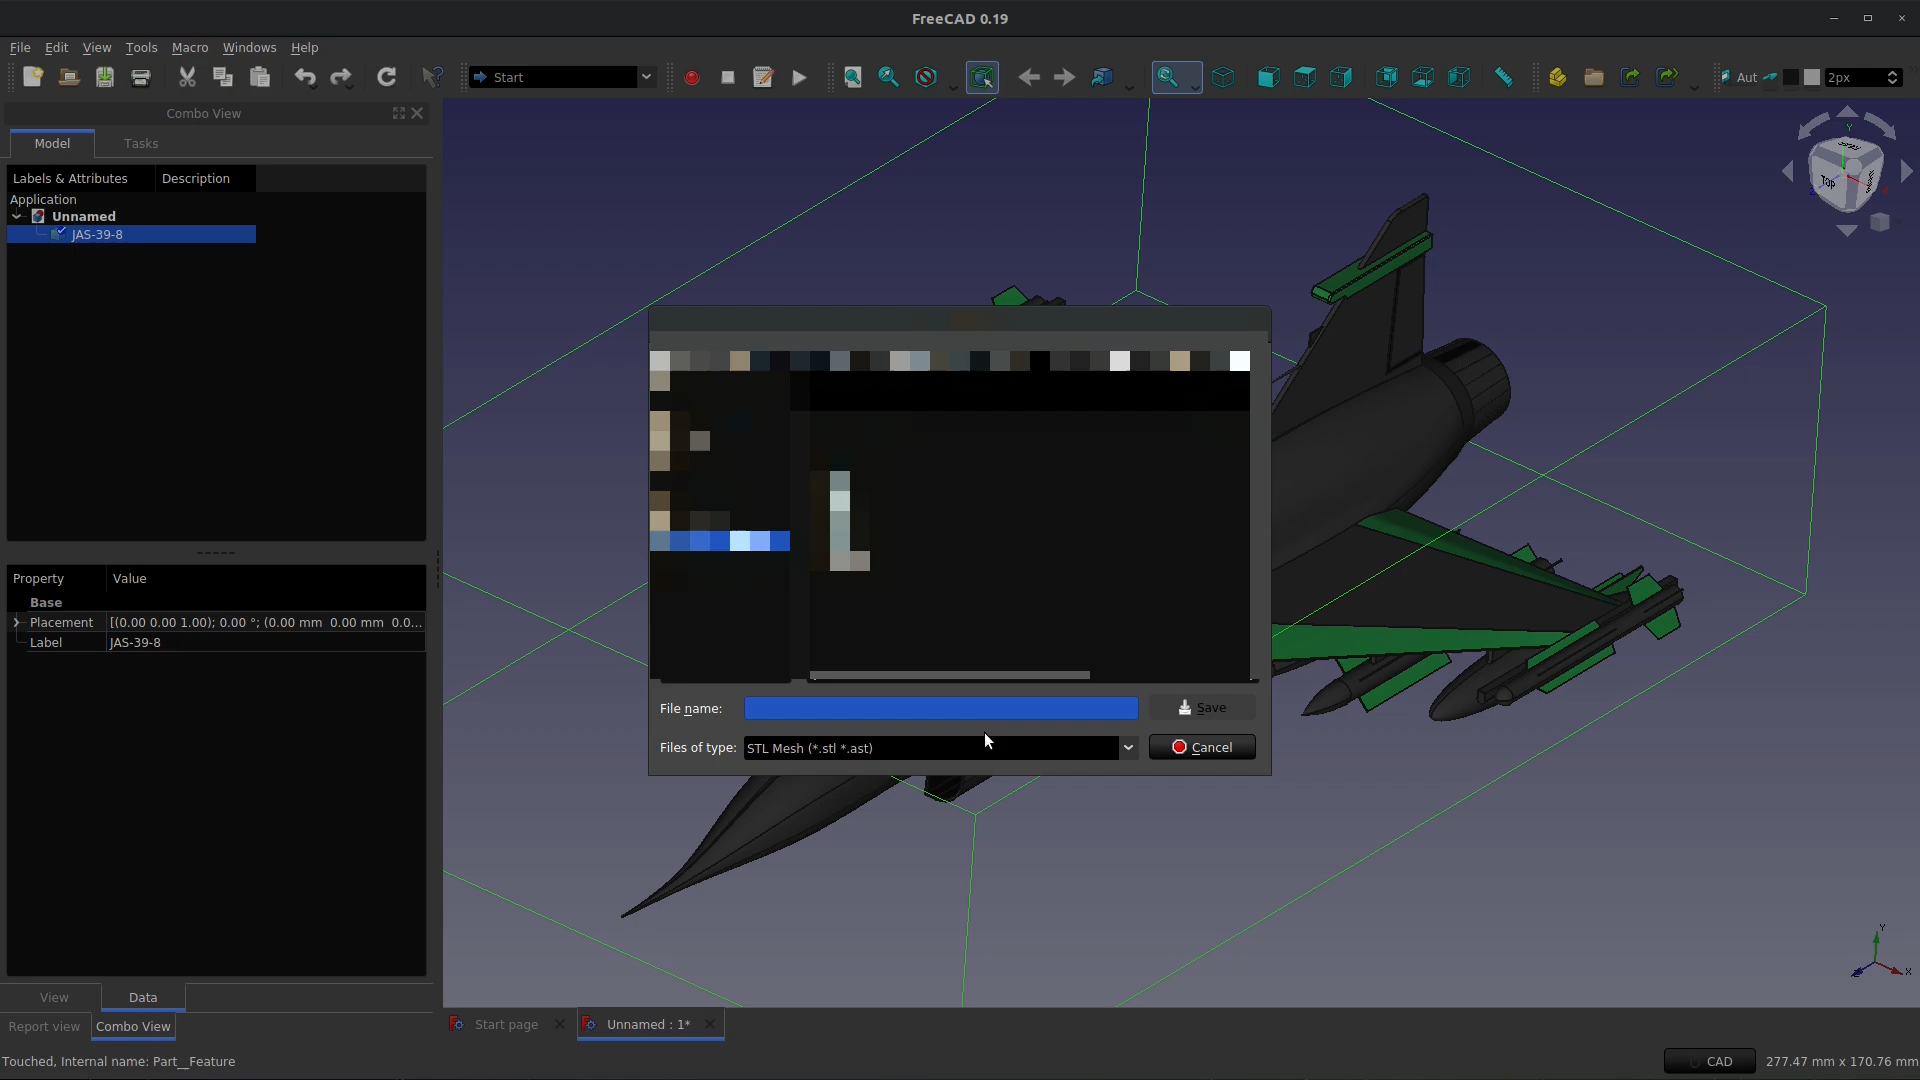 FreeCAD 0.19
File Edit View Tools Macro Windows Help
Start
Aut
2px
Combo View
Model Tasks
Labels & Attributes Description
Application
Unnamed
JAS-39-8
Top
Property Value
Base
Placement [(0.00 0.00 1.00); 0.00 °; (0.00 mm 0.00 mm 0.0...
Label JAS-39-8
File name:
Save
Files of type: STL Mesh (*.stl *.ast)
Cancel
Y
X
View Data
Report view Combo View
Start page
Unnamed : 1*
Touched, Internal name: Part__Feature
CAD
277.47 mm x 170.76 mm